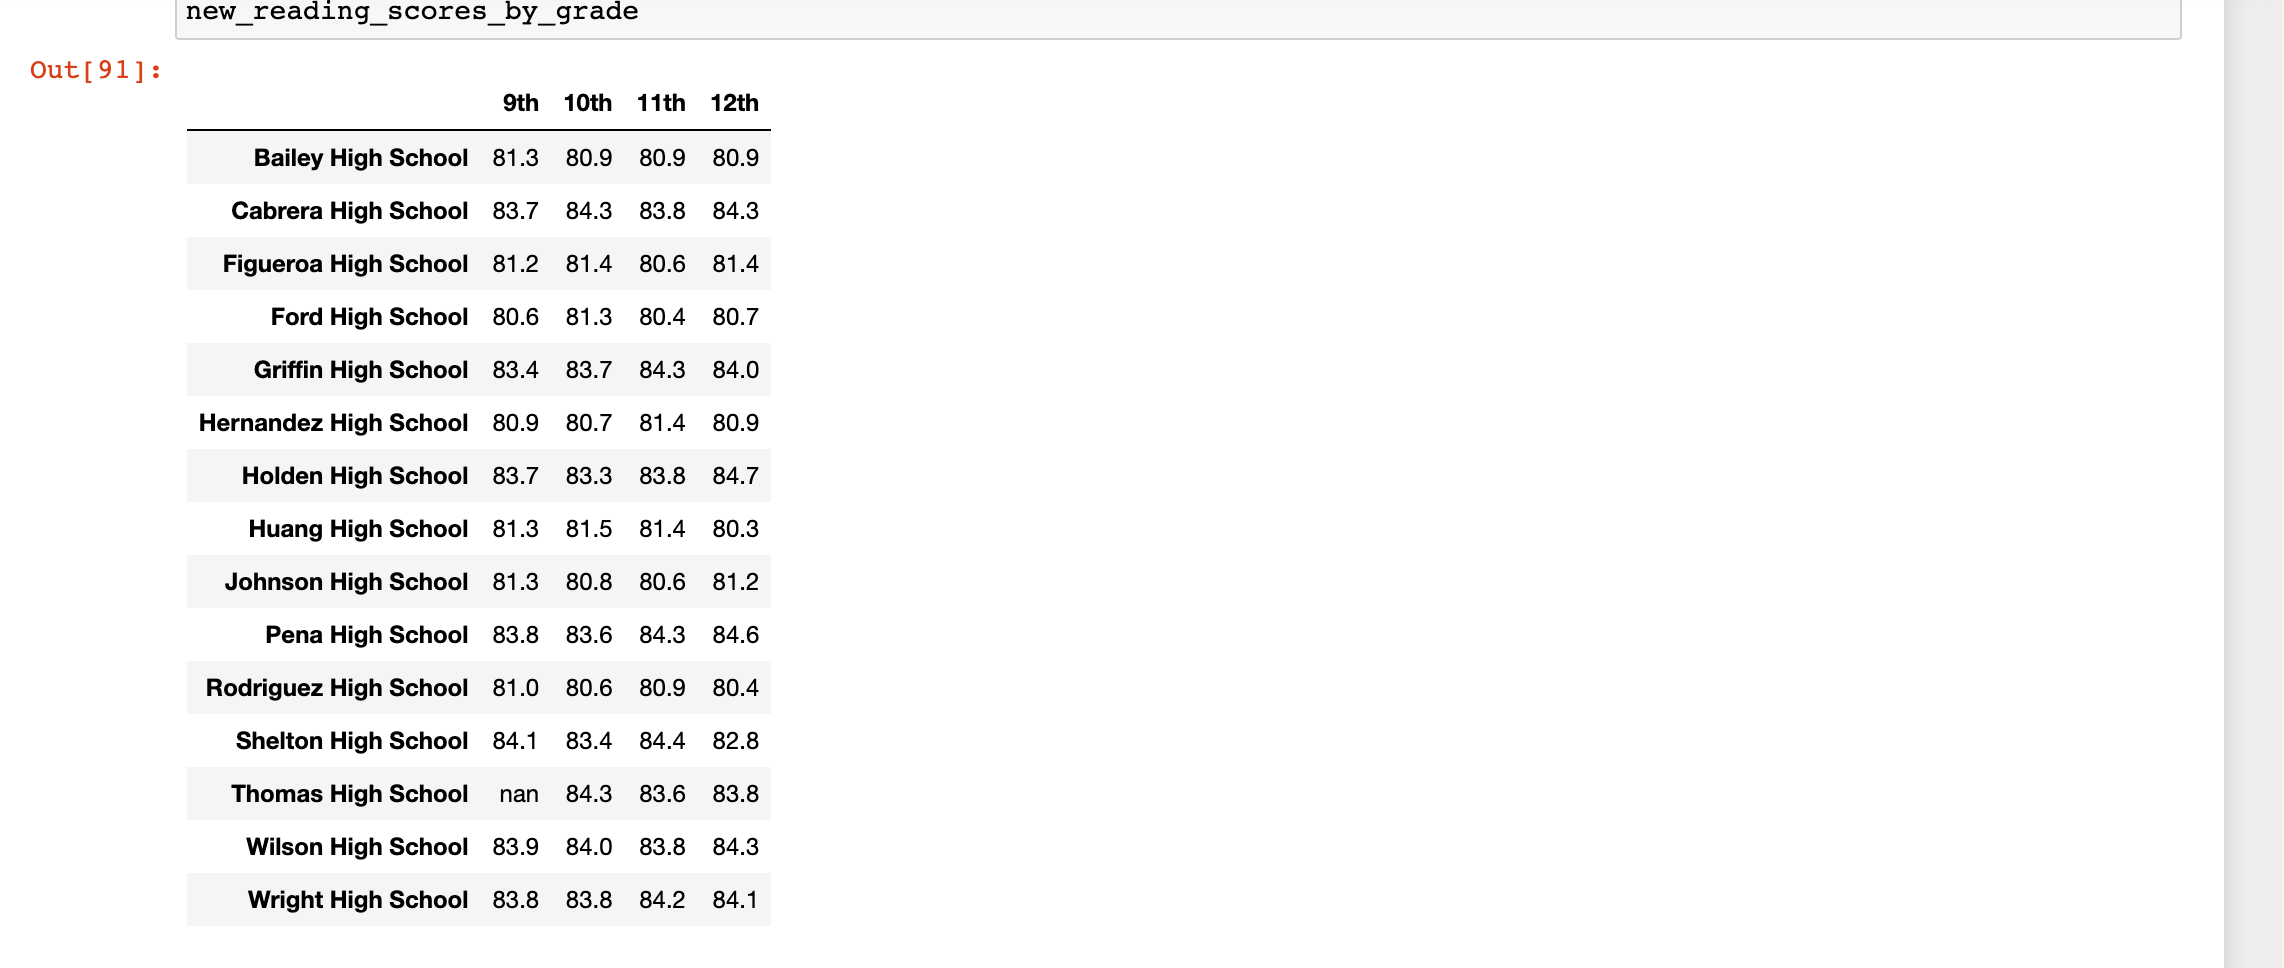 new_reading_scores_by_grade
Out[91]:
9th 10th 11th 12th
Bailey High School 81.3 80.9 80.9 80.9
Cabrera High School 83.7 84.3 83.8 84.3
Figueroa High School 81.2 81.4 80.6 81.4
Ford High School 80.6 81.3 80.4 80.7
Griffin High School 83.4 83.7 84.3 84.0
Hernandez High School 80.9 80.7 81.4 80.9
Holden High School 83.7 83.3 83.8 84.7
Huang High School 81.3 81.5 81.4 80.3
Johnson High School 81.3 80.8 80.6 81.2
Pena High School 83.8 83.6 84.3 84.6
Rodriguez High School 81.0 80.6 80.9 80.4
Shelton High School 84.1 83.4 84.4 82.8
Thomas High School nan 84.3 83.6 83.8
Wilson High School 83.9 84.0 83.8 84.3
Wright High School 83.8 83.8 84.2 84.1